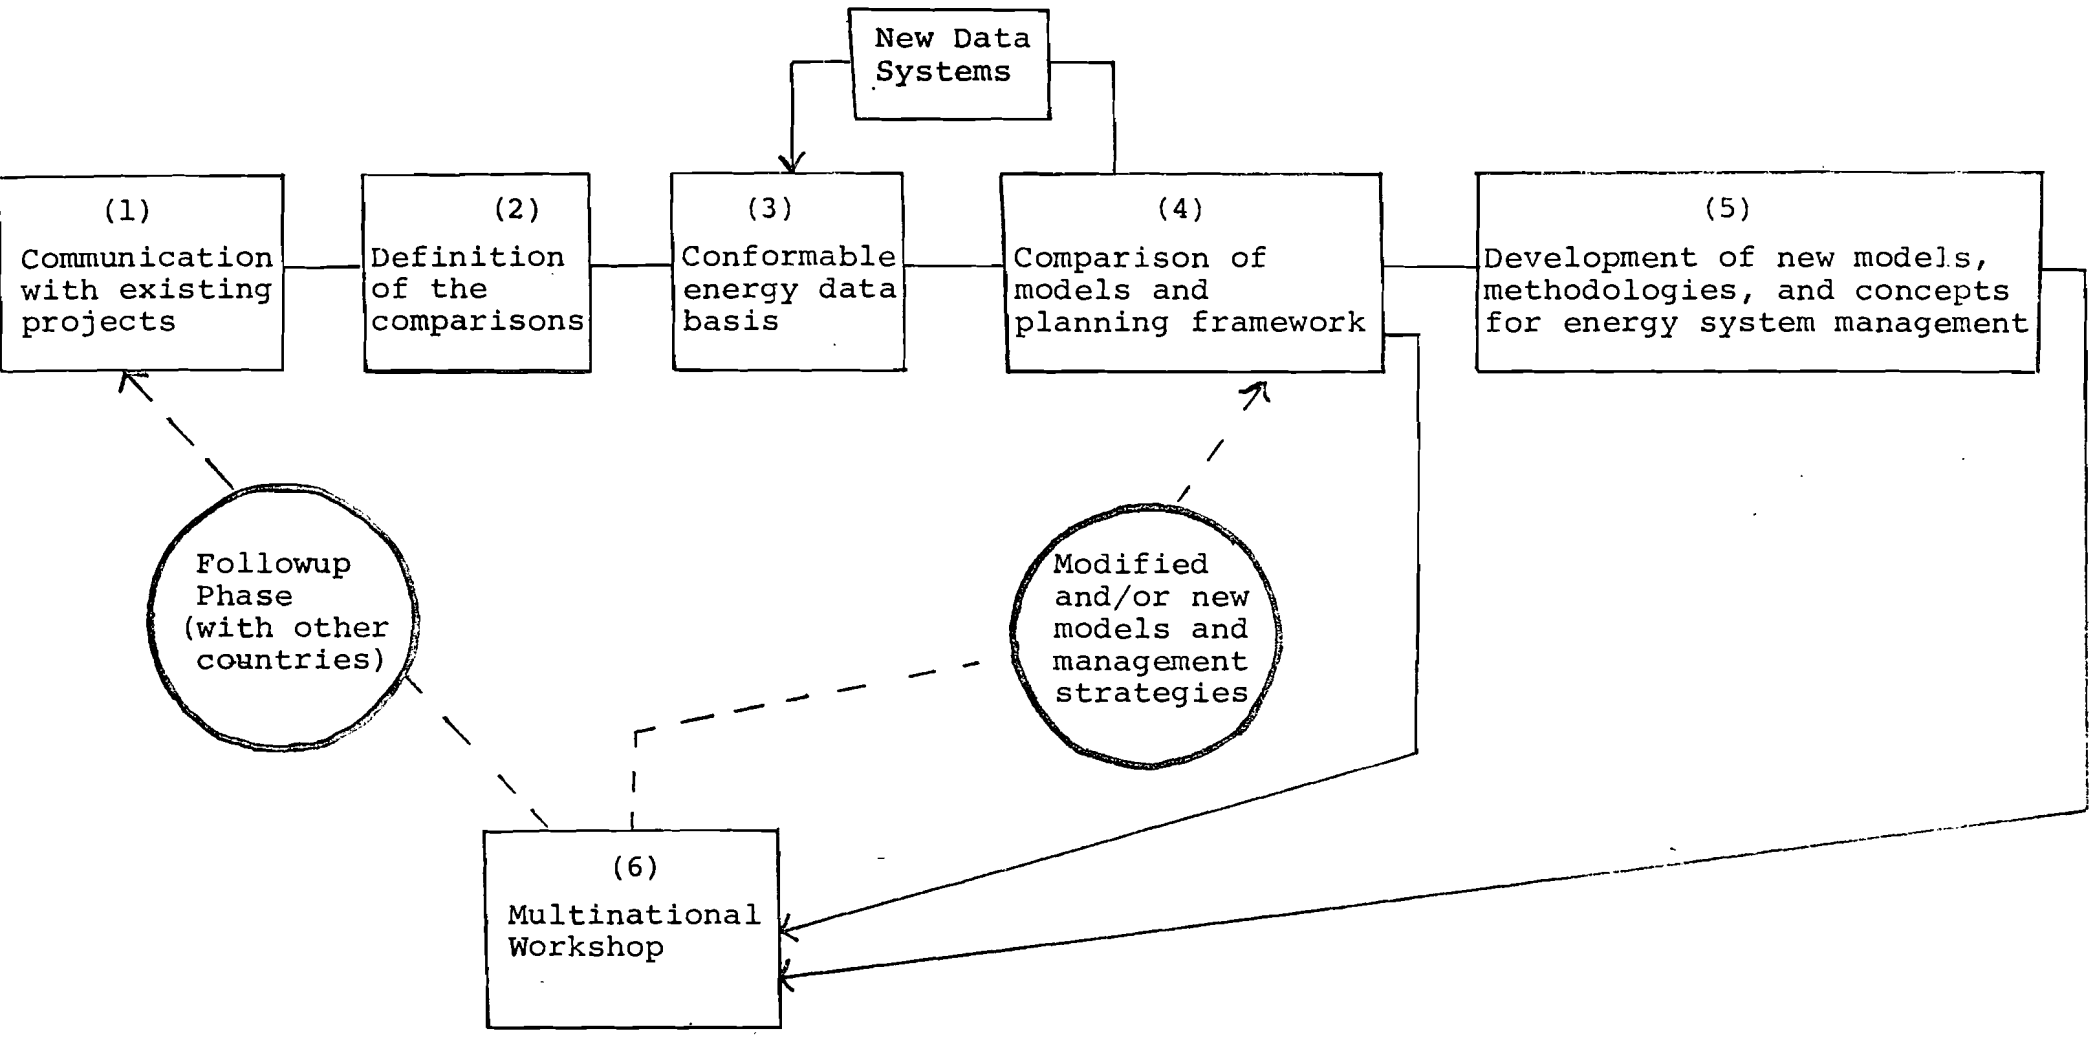 New Data
Systems
(1)
Communication
with existing
projects
(2)
Definition
of the
comparisons
(3)
Conformable
energy data
basis
(4)
Comparison of
models and
planning framework
(5)
Development of new models,
methodologies, and concepts
for energy system management
Followup
Phase
(with other
countries)
Modified
and/or new
models and
management
strategies
(6)
Multinational
Workshop